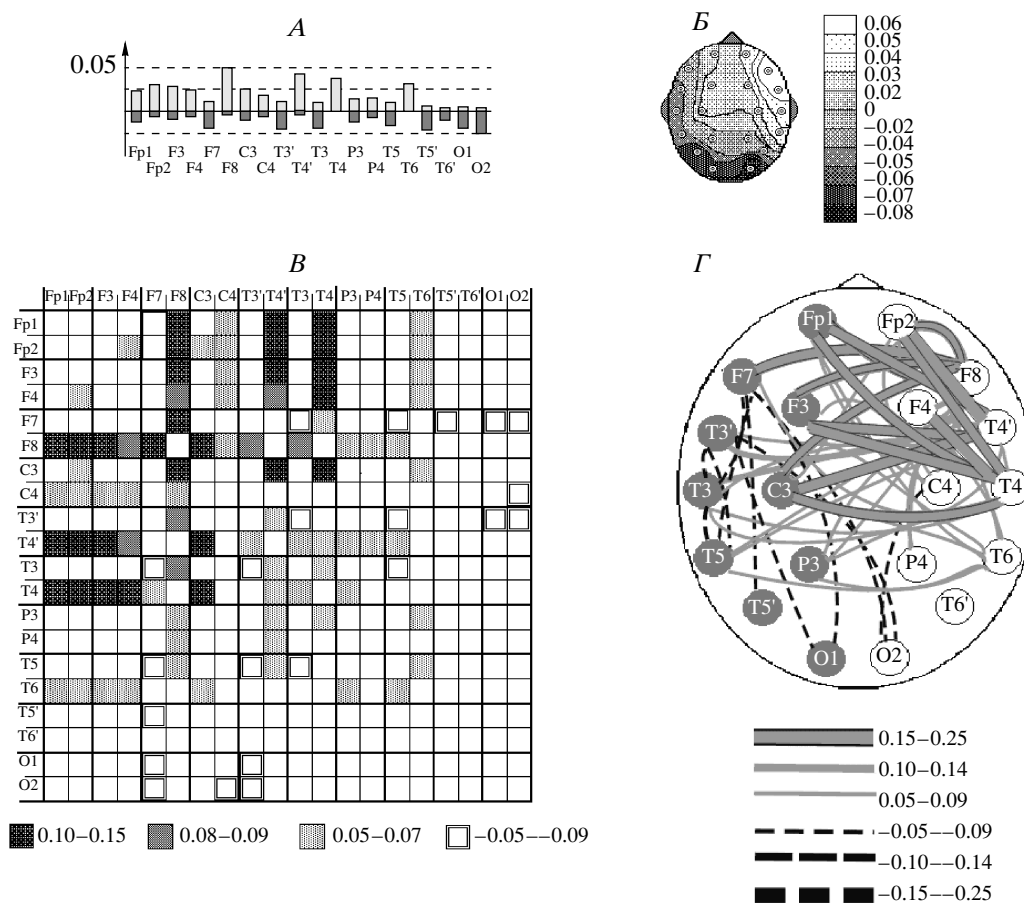 А
0.05
Fp1 F3 F7 C3 T3' T3 P3 T5 T5' O1
Fp2 F4 F8 C4 T4' T4 P4 T6 T6' O2
Б
0.06
0.05
0.04
0.03
0.02
0
−0.02
−0.04
−0.05
−0.06
−0.07
−0.08
В
Fp1 Fp2 F3 F4 F7 F8 C3 C4 T3' T4' T3 T4 P3 P4 T5 T6 T5' T6' O1 O2
Fp1
Fp2
F3
F4
F7
F8
C3
C4
T3'
T4'
T3
T4
P3
P4
T5
T6
T5'
T6'
O1
O2
0.10−0.15 0.08−0.09 0.05−0.07 −0.05−−0.09
Г
Fp1 Fp2
F7 F8
F3 F4
T3' T4'
T3 C3 C4 T4
T5 P3 P4 T6
T5' T6'
O1 O2
0.15−0.25
0.10−0.14
0.05−0.09
−0.05−−0.09
−0.10−−0.14
−0.15−−0.25